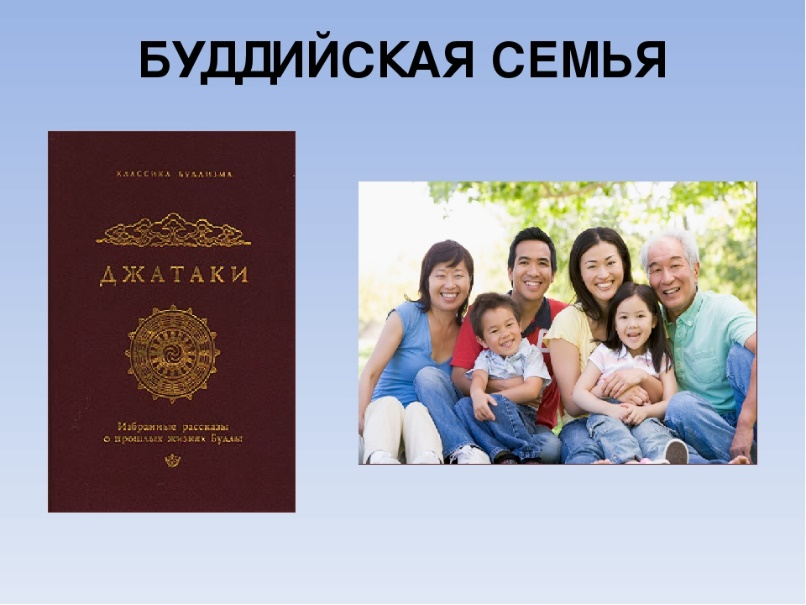 БУДДИЙСКАЯ СЕМЬЯ
КЛАССИКА БУДДИЗМА
ДЖАТАКИ
Избранные рассказы
о прошлых жизнях Будды